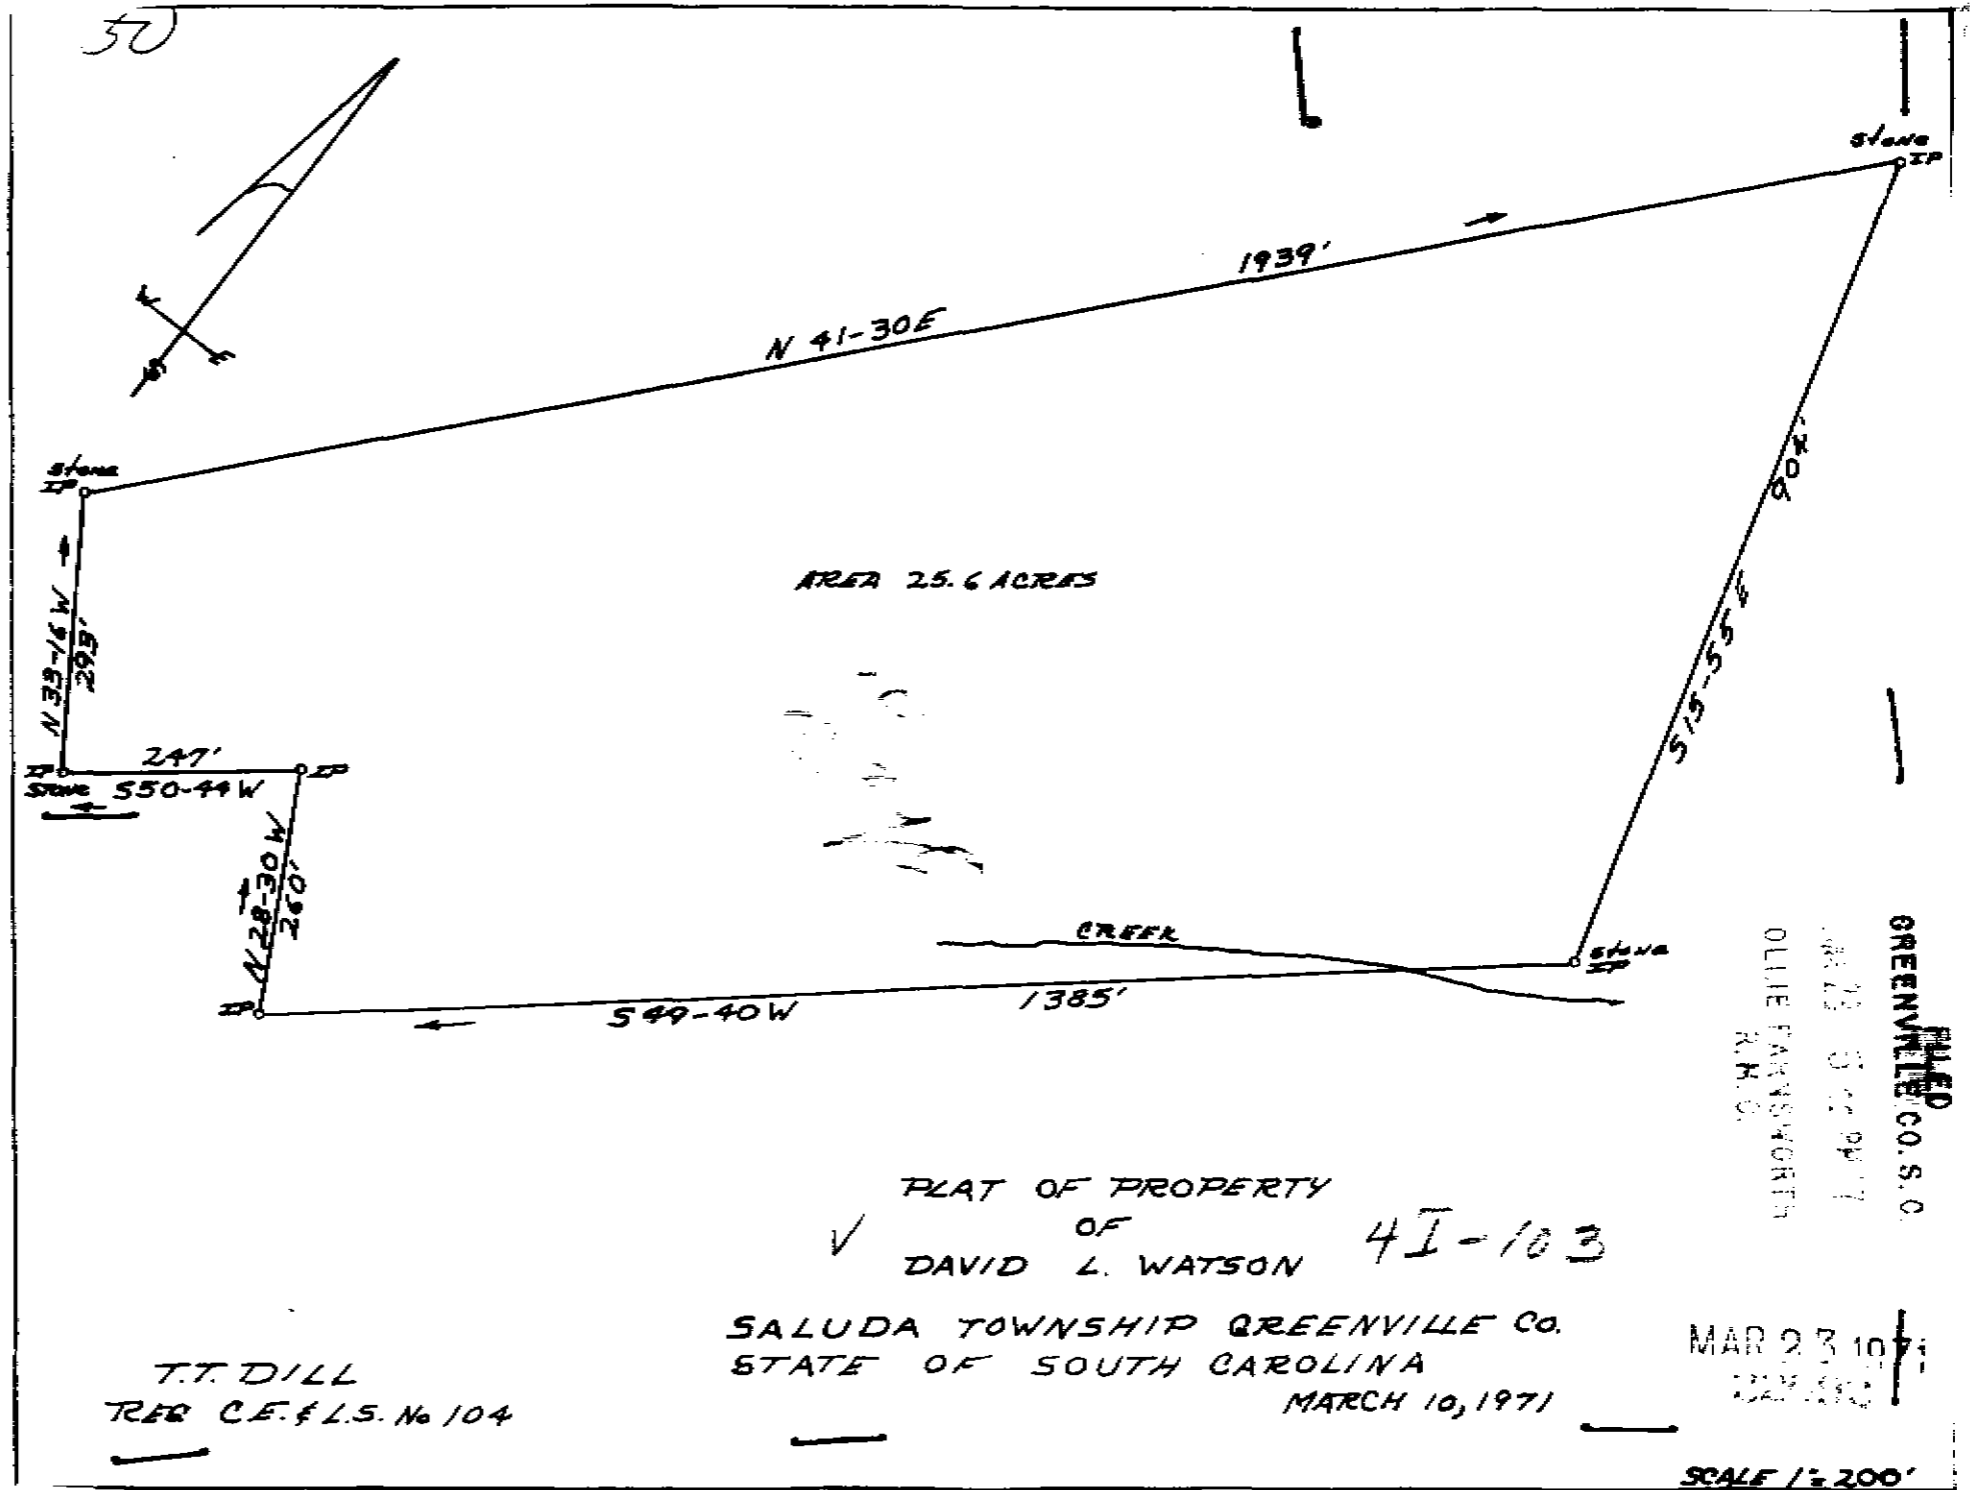 50
Stone
IP
1939'
N 41-30E
Stone
IP
904'
AREA 25.6 ACRES
N 33-16 W
293'
S15-55 E
247'
IP
IP
Stone
S50-44 W
N 28-30 W
260'
CREEK
Stone
IP
IP
S 49-40 W
1385'
FILED
GREENVILLE CO. S. C.
OLLIE FARNSWORTH
R. M. C.
PLAT OF PROPERTY
OF
DAVID L. WATSON
4I-103
SALUDA TOWNSHIP GREENVILLE CO.
STATE OF SOUTH CAROLINA
MARCH 10, 1971
MAR 23 1971
T.T. DILL
REG C.E. & L.S. No 104
SCALE 1"= 200'